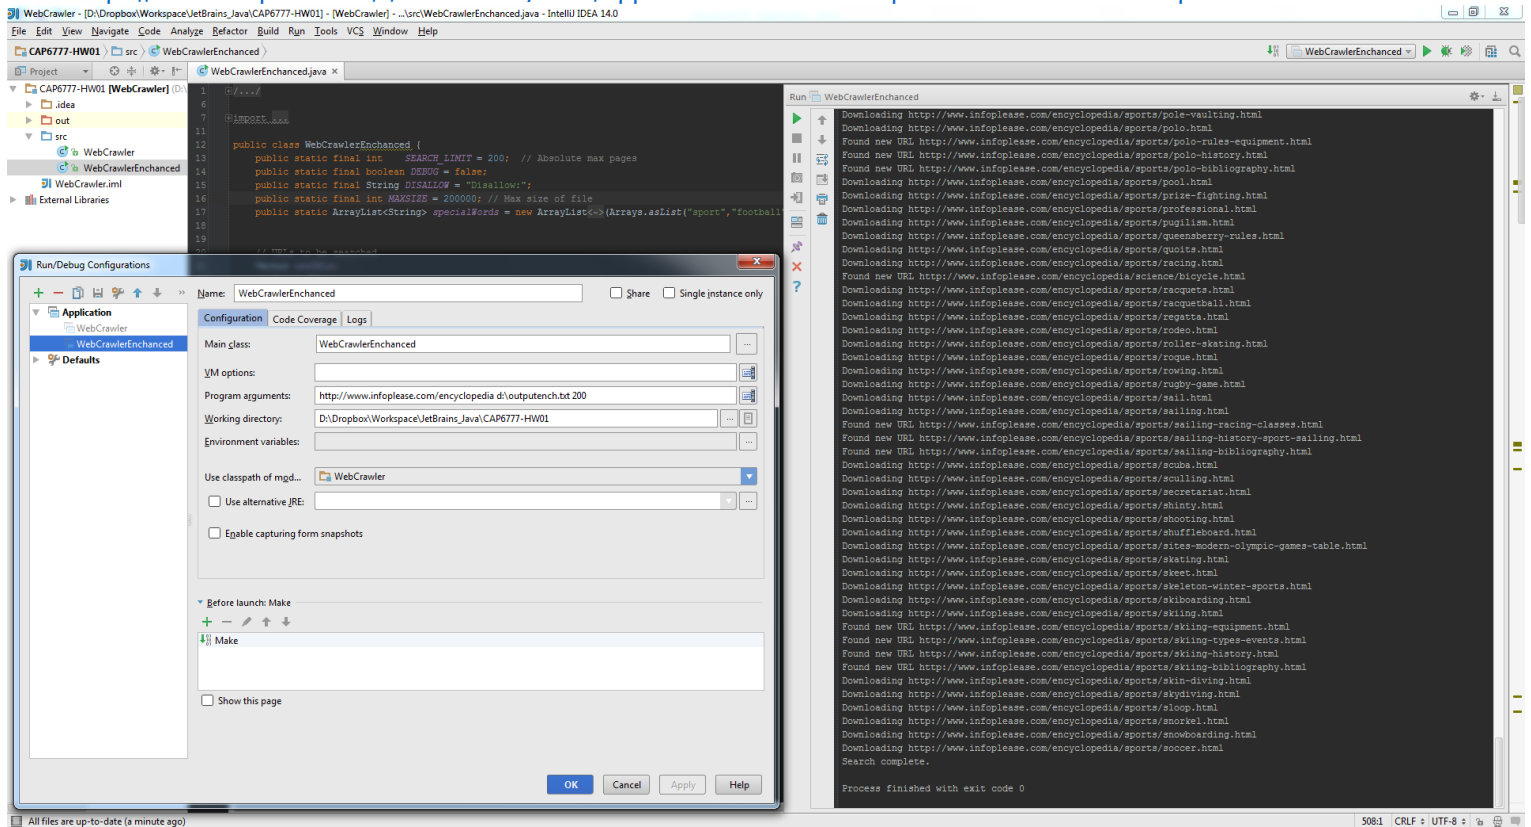 WebCrawler - [D:\Dropbox\Workspace\JetBrains_Java\CAP6777-HW01] - [WebCrawler] - ...\src\WebCrawlerEnchanced.java - IntelliJ IDEA 14.0
File Edit View Navigate Code Analyze Refactor Build Run Tools VCS Window Help
CAP6777-HW01 src WebCrawlerEnchanced
WebCrawlerEnchanced
Project
WebCrawlerEnchanced.java
CAP6777-HW01 [WebCrawler] (D:\
.idea
out
src
WebCrawler
WebCrawlerEnchanced
WebCrawler.iml
External Libraries
1 /.../
6
7 import ...
11
12 public class WebCrawlerEnchanced {
13 public static final int SEARCH_LIMIT = 200; // Absolute max pages
14 public static final boolean DEBUG = false;
15 public static final String DISALLOW = "Disallow:";
16 public static final int MAXSIZE = 200000; // Max size of file
17 public static ArrayList<String> specialWords = new ArrayList<~>(Arrays.asList("sport","football"
18
19
20 // URLs to be searched
Run/Debug Configurations
Name: WebCrawlerEnchanced
Share Single instance only
Application
WebCrawler
WebCrawlerEnchanced
Defaults
Configuration Code Coverage Logs
Main class: WebCrawlerEnchanced
VM options:
Program arguments: http://www.infoplease.com/encyclopedia d:\outputench.txt 200
Working directory: D:\Dropbox\Workspace\JetBrains_Java\CAP6777-HW01
Environment variables:
Use classpath of mod... WebCrawler
Use alternative JRE:
Enable capturing form snapshots
Before launch: Make
Make
Show this page
OK Cancel Apply Help
Run WebCrawlerEnchanced
Downloading http://www.infoplease.com/encyclopedia/sports/pole-vaulting.html
Downloading http://www.infoplease.com/encyclopedia/sports/polo.html
Found new URL http://www.infoplease.com/encyclopedia/sports/polo-rules-equipment.html
Found new URL http://www.infoplease.com/encyclopedia/sports/polo-history.html
Found new URL http://www.infoplease.com/encyclopedia/sports/polo-bibliography.html
Downloading http://www.infoplease.com/encyclopedia/sports/pool.html
Downloading http://www.infoplease.com/encyclopedia/sports/prize-fighting.html
Downloading http://www.infoplease.com/encyclopedia/sports/professional.html
Downloading http://www.infoplease.com/encyclopedia/sports/pugilism.html
Downloading http://www.infoplease.com/encyclopedia/sports/queensberry-rules.html
Downloading http://www.infoplease.com/encyclopedia/sports/quoits.html
Downloading http://www.infoplease.com/encyclopedia/sports/racing.html
Found new URL http://www.infoplease.com/encyclopedia/science/bicycle.html
Downloading http://www.infoplease.com/encyclopedia/sports/racquets.html
Downloading http://www.infoplease.com/encyclopedia/sports/racquetball.html
Downloading http://www.infoplease.com/encyclopedia/sports/regatta.html
Downloading http://www.infoplease.com/encyclopedia/sports/rodeo.html
Downloading http://www.infoplease.com/encyclopedia/sports/roller-skating.html
Downloading http://www.infoplease.com/encyclopedia/sports/roque.html
Downloading http://www.infoplease.com/encyclopedia/sports/rowing.html
Downloading http://www.infoplease.com/encyclopedia/sports/rugby-game.html
Downloading http://www.infoplease.com/encyclopedia/sports/sail.html
Downloading http://www.infoplease.com/encyclopedia/sports/sailing.html
Found new URL http://www.infoplease.com/encyclopedia/sports/sailing-racing-classes.html
Found new URL http://www.infoplease.com/encyclopedia/sports/sailing-history-sport-sailing.html
Found new URL http://www.infoplease.com/encyclopedia/sports/sailing-bibliography.html
Downloading http://www.infoplease.com/encyclopedia/sports/scuba.html
Downloading http://www.infoplease.com/encyclopedia/sports/sculling.html
Downloading http://www.infoplease.com/encyclopedia/sports/secretariat.html
Downloading http://www.infoplease.com/encyclopedia/sports/shinty.html
Downloading http://www.infoplease.com/encyclopedia/sports/shooting.html
Downloading http://www.infoplease.com/encyclopedia/sports/shuffleboard.html
Downloading http://www.infoplease.com/encyclopedia/sports/sites-modern-olympic-games-table.html
Downloading http://www.infoplease.com/encyclopedia/sports/skating.html
Downloading http://www.infoplease.com/encyclopedia/sports/skeet.html
Downloading http://www.infoplease.com/encyclopedia/sports/skeleton-winter-sports.html
Downloading http://www.infoplease.com/encyclopedia/sports/skiboarding.html
Downloading http://www.infoplease.com/encyclopedia/sports/skiing.html
Found new URL http://www.infoplease.com/encyclopedia/sports/skiing-equipment.html
Found new URL http://www.infoplease.com/encyclopedia/sports/skiing-types-events.html
Found new URL http://www.infoplease.com/encyclopedia/sports/skiing-history.html
Found new URL http://www.infoplease.com/encyclopedia/sports/skiing-bibliography.html
Downloading http://www.infoplease.com/encyclopedia/sports/skin-diving.html
Downloading http://www.infoplease.com/encyclopedia/sports/skydiving.html
Downloading http://www.infoplease.com/encyclopedia/sports/sloop.html
Downloading http://www.infoplease.com/encyclopedia/sports/snorkel.html
Downloading http://www.infoplease.com/encyclopedia/sports/snowboarding.html
Downloading http://www.infoplease.com/encyclopedia/sports/soccer.html
Search complete.
Process finished with exit code 0
All files are up-to-date (a minute ago)
508:1 CRLF UTF-8